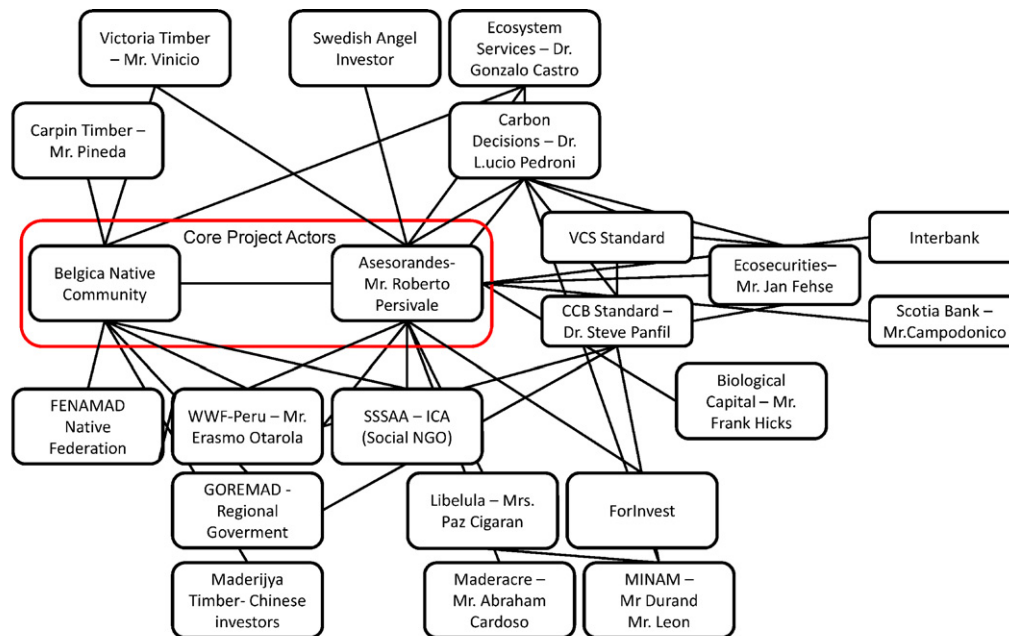 Victoria Timber
– Mr. Vinicio
Swedish Angel
Investor
Ecosystem
Services – Dr.
Gonzalo Castro
Carpin Timber –
Mr. Pineda
Carbon
Decisions – Dr.
L.ucio Pedroni
Core Project Actors
Belgica Native
Community
Asesorandes-
Mr. Roberto
Persivale
VCS Standard
Interbank
Ecosecurities–
Mr. Jan Fehse
CCB Standard –
Dr. Steve Panfil
Scotia Bank –
Mr.Campodonico
Biological
Capital – Mr.
Frank Hicks
FENAMAD
Native
Federation
WWF-Peru – Mr.
Erasmo Otarola
SSSAA – ICA
(Social NGO)
GOREMAD -
Regional
Goverment
Libelula – Mrs.
Paz Cigaran
ForInvest
Maderijya
Timber- Chinese
investors
Maderacre –
Mr. Abraham
Cardoso
MINAM –
Mr Durand
Mr. Leon